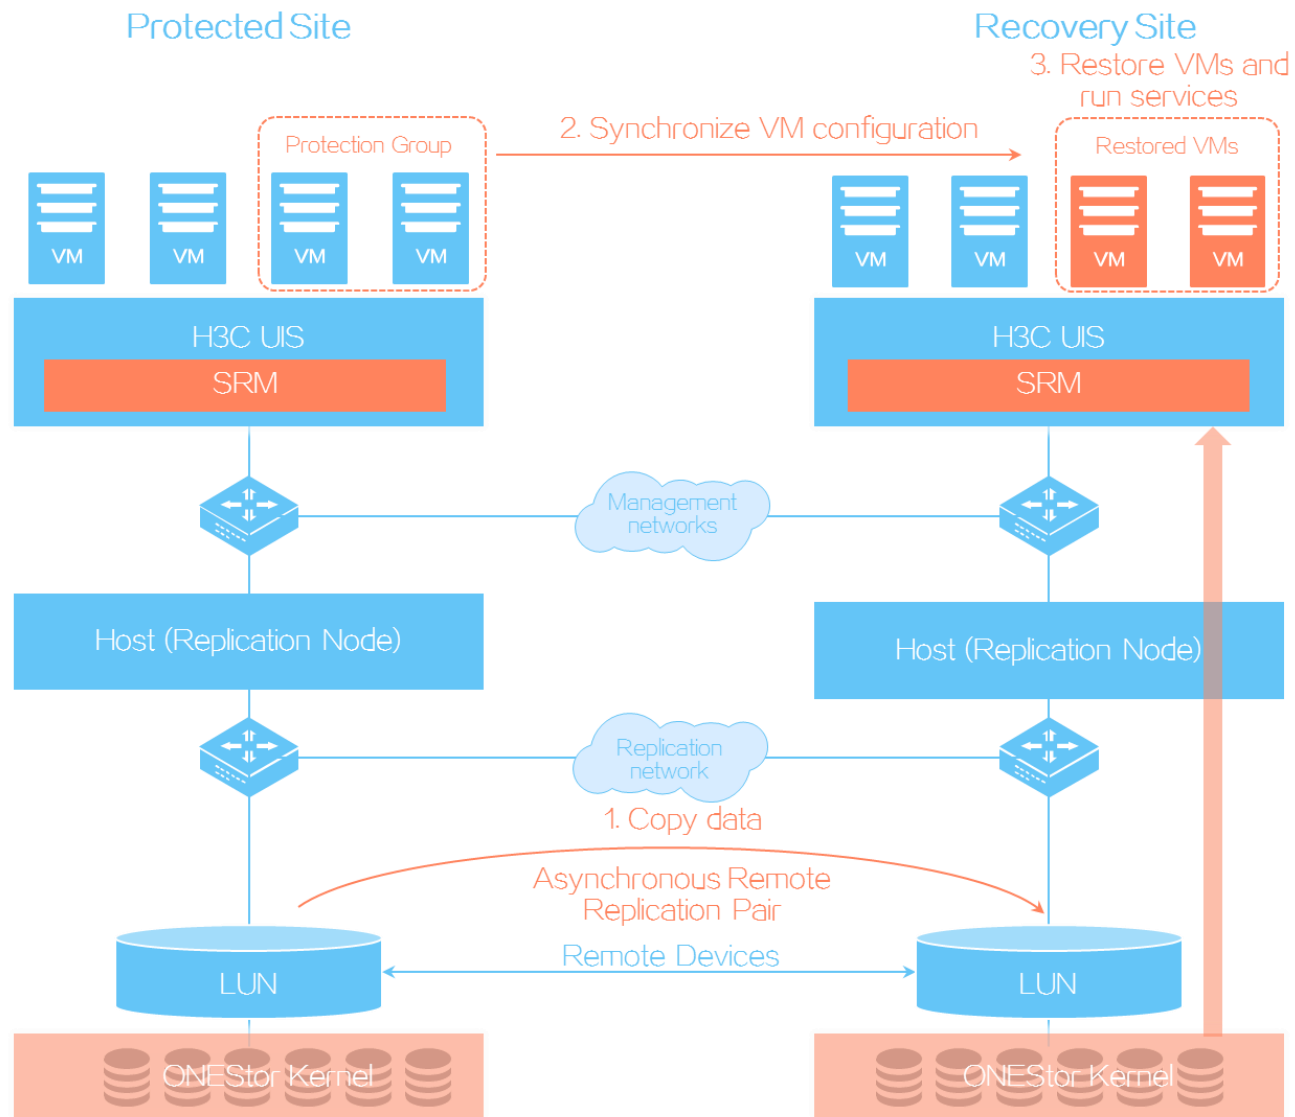 Protected Site
Recovery Site
3. Restore VMs and
run services
2. Synchronize VM configuration
Protection Group
Restored VMs
VM
VM
VM
VM
VM
VM
VM
VM
H3C UIS
H3C UIS
SRM
SRM
Management
networks
Host (Replication Node)
Host (Replication Node)
Replication
network
1. Copy data
Asynchronous Remote
Replication Pair
Remote Devices
LUN
LUN
ONEStor Kernel
ONEStor Kernel